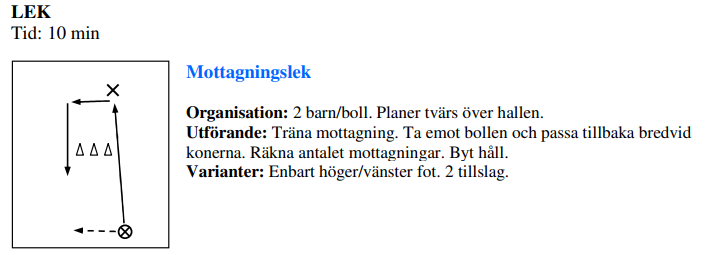 LEK
Tid: 10 min
Mottagningslek
Organisation: 2 barn/boll. Planer tvärs över hallen.
Utförande: Träna mottagning. Ta emot bollen och passa tillbaka bredvid
konerna. Räkna antalet mottagningar. Byt håll.
Varianter: Enbart höger/vänster fot. 2 tillslag.